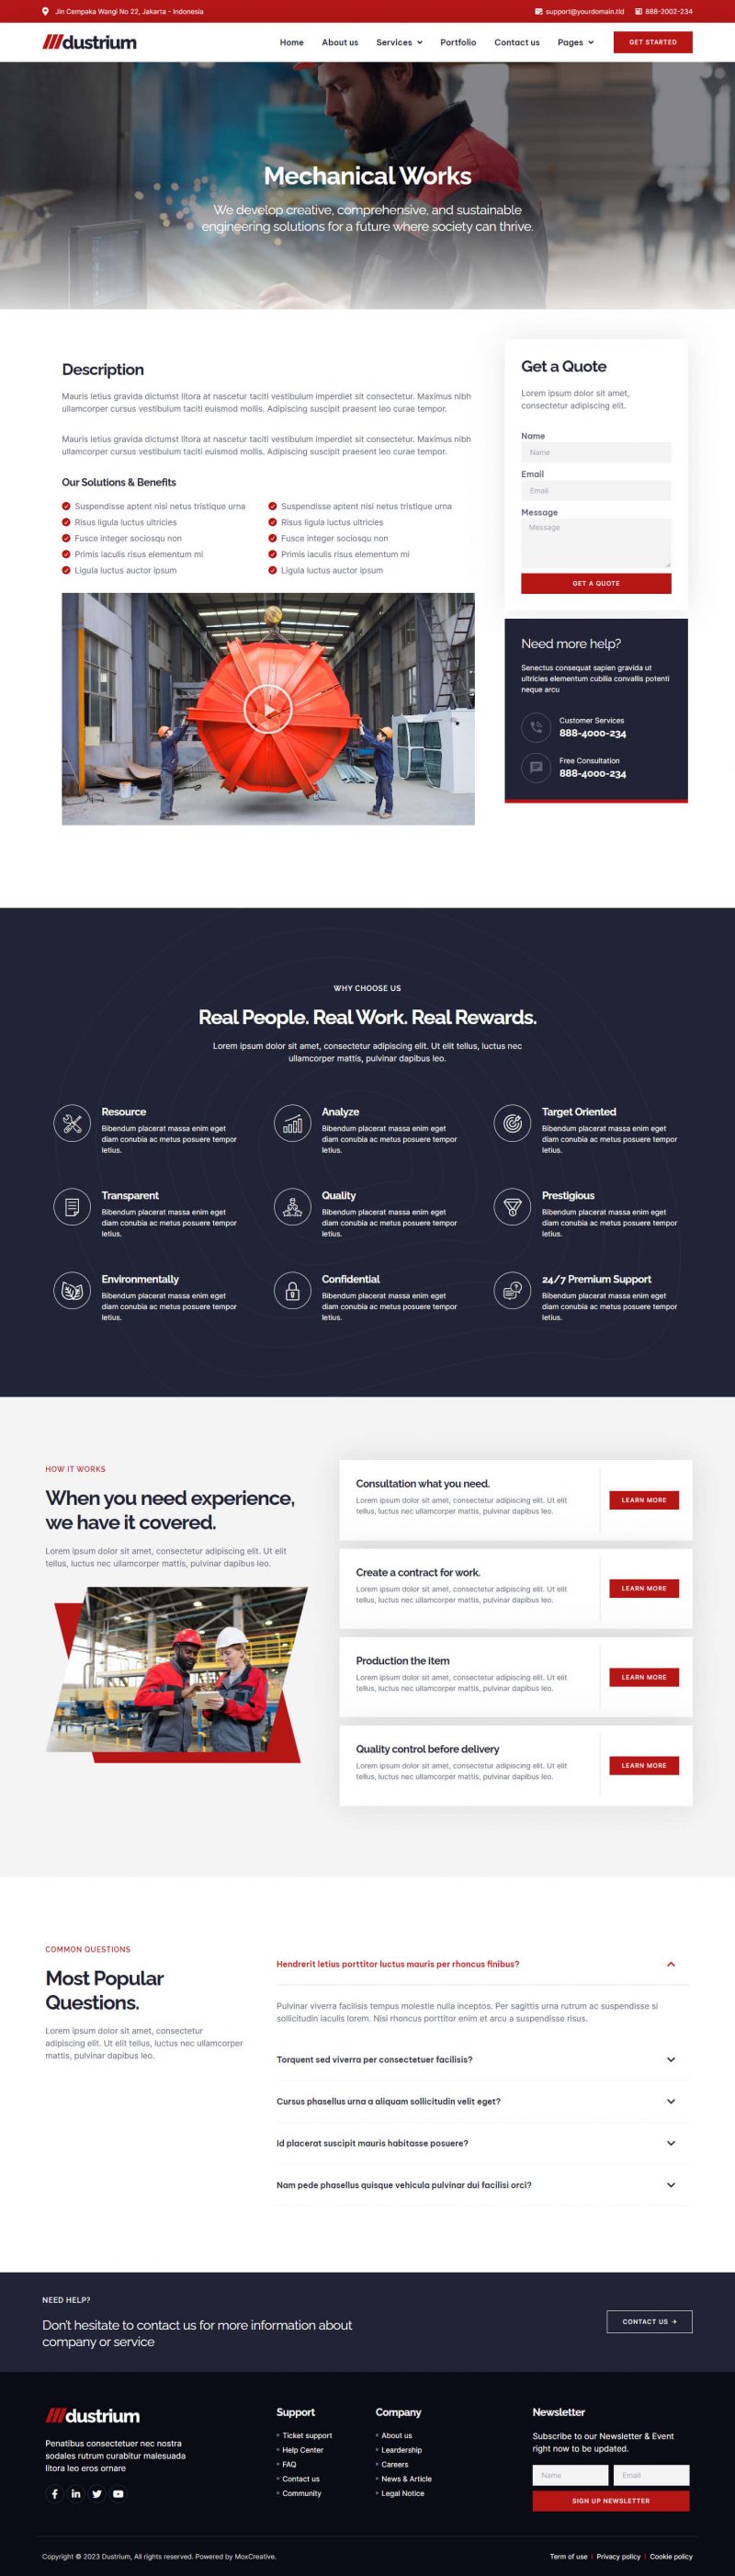 Jln Cempaka Wangi No 22, Jakarta - Indonesia
support@yourdomain.tld
888-2002-234
dustrium
Home
About us
Services
Portfolio
Contact us
Pages
GET STARTED
Mechanical Works
We develop creative, comprehensive, and sustainable
engineering solutions for a future where society can thrive.
Description
Mauris letius gravida dictumst litora at nascetur taciti vestibulum imperdiet sit consectetur. Maximus nibh
ullamcorper cursus vestibulum taciti euismod mollis. Adipiscing suscipit praesent leo curae tempor.
Mauris letius gravida dictumst litora at nascetur taciti vestibulum imperdiet sit consectetur. Maximus nibh
ullamcorper cursus vestibulum taciti euismod mollis. Adipiscing suscipit praesent leo curae tempor.
Our Solutions & Benefits
Suspendisse aptent nisi netus tristique urna
Risus ligula luctus ultricies
Fusce integer sociosqu non
Primis iaculis risus elementum mi
Ligula luctus auctor ipsum
Suspendisse aptent nisi netus tristique urna
Risus ligula luctus ultricies
Fusce integer sociosqu non
Primis iaculis risus elementum mi
Ligula luctus auctor ipsum
Get a Quote
Lorem ipsum dolor sit amet,
consectetur adipiscing elit.
Name
Name
Email
Email
Message
Message
GET A QUOTE
Need more help?
Senectus consequat sapien gravida ut
ultricies elementum cubilia convallis potenti
neque arcu
Customer Services
888-4000-234
Free Consultation
888-4000-234
WHY CHOOSE US
Real People. Real Work. Real Rewards.
Lorem ipsum dolor sit amet, consectetur adipiscing elit. Ut elit tellus, luctus nec
ullamcorper mattis, pulvinar dapibus leo.
Resource
Bibendum placerat massa enim eget
diam conubia ac metus posuere tempor
letius.
Analyze
Bibendum placerat massa enim eget
diam conubia ac metus posuere tempor
letius.
Target Oriented
Bibendum placerat massa enim eget
diam conubia ac metus posuere tempor
letius.
Transparent
Bibendum placerat massa enim eget
diam conubia ac metus posuere tempor
letius.
Quality
Bibendum placerat massa enim eget
diam conubia ac metus posuere tempor
letius.
Prestigious
Bibendum placerat massa enim eget
diam conubia ac metus posuere tempor
letius.
Environmentally
Bibendum placerat massa enim eget
diam conubia ac metus posuere tempor
letius.
Confidential
Bibendum placerat massa enim eget
diam conubia ac metus posuere tempor
letius.
24/7 Premium Support
Bibendum placerat massa enim eget
diam conubia ac metus posuere tempor
letius.
HOW IT WORKS
When you need experience,
we have it covered.
Lorem ipsum dolor sit amet, consectetur adipiscing elit. Ut elit
tellus, luctus nec ullamcorper mattis, pulvinar dapibus leo.
Consultation what you need.
Lorem ipsum dolor sit amet, consectetur adipiscing elit. Ut elit
tellus, luctus nec ullamcorper mattis, pulvinar dapibus leo.
LEARN MORE
Create a contract for work.
Lorem ipsum dolor sit amet, consectetur adipiscing elit. Ut elit
tellus, luctus nec ullamcorper mattis, pulvinar dapibus leo.
LEARN MORE
Production the item
Lorem ipsum dolor sit amet, consectetur adipiscing elit. Ut elit
tellus, luctus nec ullamcorper mattis, pulvinar dapibus leo.
LEARN MORE
Quality control before delivery
Lorem ipsum dolor sit amet, consectetur adipiscing elit. Ut elit
tellus, luctus nec ullamcorper mattis, pulvinar dapibus leo.
LEARN MORE
COMMON QUESTIONS
Most Popular
Questions.
Lorem ipsum dolor sit amet, consectetur
adipiscing elit. Ut elit tellus, luctus nec ullamcorper
mattis, pulvinar dapibus leo.
Hendrerit letius porttitor luctus mauris per rhoncus finibus?
Pulvinar viverra facilisis tempus molestie nulla inceptos. Per sagittis urna rutrum ac suspendisse si
sollicitudin iaculis lorem. Nisi rhoncus porttitor enim et arcu a suspendisse risus.
Torquent sed viverra per consectetuer facilisis?
Cursus phasellus urna a aliquam sollicitudin velit eget?
Id placerat suscipit mauris habitasse posuere?
Nam pede phasellus quisque vehicula pulvinar dui facilisi orci?
NEED HELP?
Don't hesitate to contact us for more information about
company or service
CONTACT US
dustrium
Penatibus consectetuer nec nostra
sodales rutrum curabitur malesuada
litora leo eros ornare
Support
Ticket support
Help Center
FAQ
Contact us
Community
Company
About us
Leardership
Careers
News & Article
Legal Notice
Newsletter
Subscribe to our Newsletter & Event
right now to be updated.
Name
Email
SIGN UP NEWSLETTER
Copyright © 2023 Dustrium, All rights reserved. Powered by MoxCreative.
Term of use
Privacy policy
Cookie policy